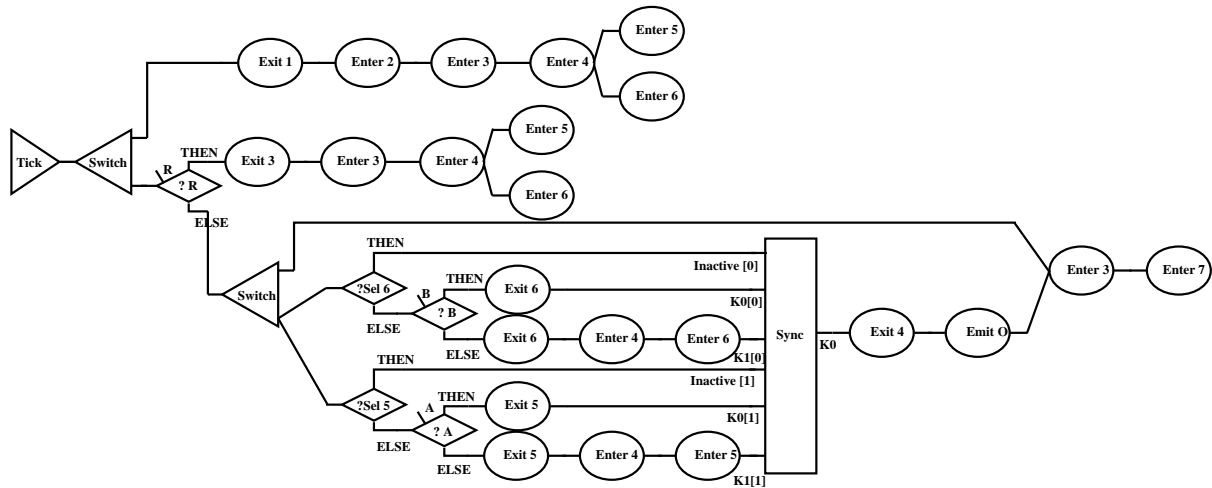 Enter 5
Exit 1
Enter 2
Enter 3
Enter 4
Enter 6
Tick
Switch
R
? R
THEN
Exit 3
Enter 3
Enter 4
Enter 5
Enter 6
ELSE
Switch
THEN
Inactive [0]
?Sel 6
ELSE
B
? B
THEN
Exit 6
K0[0]
ELSE
Exit 6
Enter 4
Enter 6
K1[0]
THEN
Inactive [1]
?Sel 5
ELSE
A
? A
THEN
Exit 5
K0[1]
ELSE
Exit 5
Enter 4
Enter 5
K1[1]
Sync
K0
Exit 4
Emit O
Enter 3
Enter 7